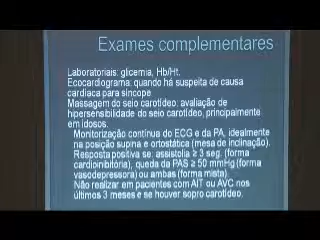 Exames complementares
Laboratoriais: glicemia, Hb/Ht.
Ecocardiograma: quando há suspeita de causa
cardíaca para síncope
Massagem do seio carotídeo: avaliação de
hipersensibilidade do seio carotídeo, principalmente
em idosos.
Monitorização contínua do ECG e da PA, idealmente
na posição supina e ortostática (mesa de inclinação).
Resposta positiva se: assistolia ≥ 3 seg. (forma
cardioinibitória), queda da PAS ≥ 50 mmHg (forma
vasodepressora) ou ambas (forma mista).
Não realizar em pacientes com AIT ou AVC nos
últimos 3 meses e se houver sopro carotídeo.